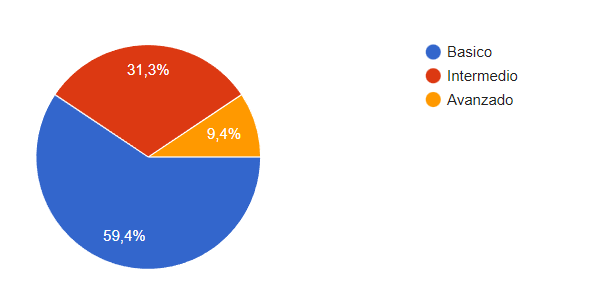 31,3%
9,4%
59,4%
Basico
Intermedio
Avanzado